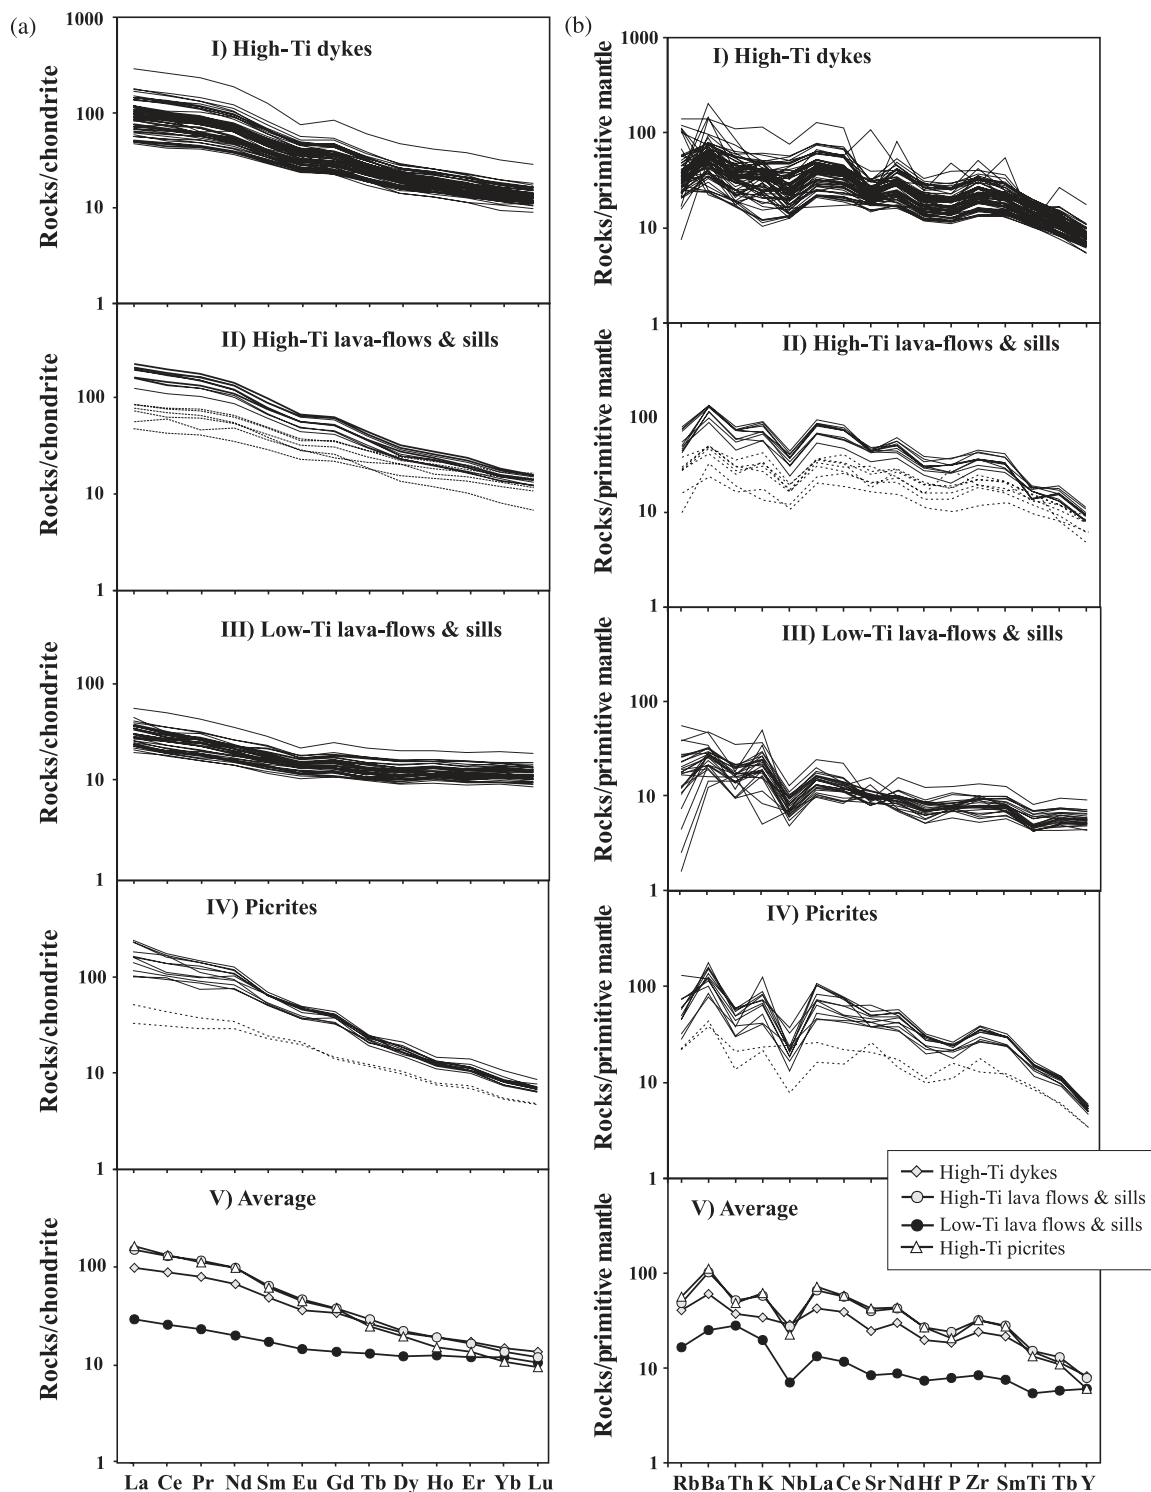 (a)
1000
I) High-Ti dykes
100
10
1
Rocks/chondrite
II) High-Ti lava-flows & sills
100
10
1
Rocks/chondrite
III) Low-Ti lava-flows & sills
100
10
1
Rocks/chondrite
IV) Picrites
100
10
1
Rocks/chondrite
V) Average
100
10
1
Rocks/chondrite
La Ce Pr Nd Sm Eu Gd Tb Dy Ho Er Yb Lu
(b)
1000
I) High-Ti dykes
100
10
1
Rocks/primitive mantle
II) High-Ti lava-flows & sills
100
10
1
Rocks/primitive mantle
III) Low-Ti lava-flows & sills
100
10
1
Rocks/primitive mantle
IV) Picrites
100
10
1
Rocks/primitive mantle
High-Ti dykes
High-Ti lava flows & sills
Low-Ti lava flows & sills
High-Ti picrites
V) Average
100
10
1
Rocks/primitive mantle
Rb Ba Th K Nb La Ce Sr Nd Hf P Zr Sm Ti Tb Y